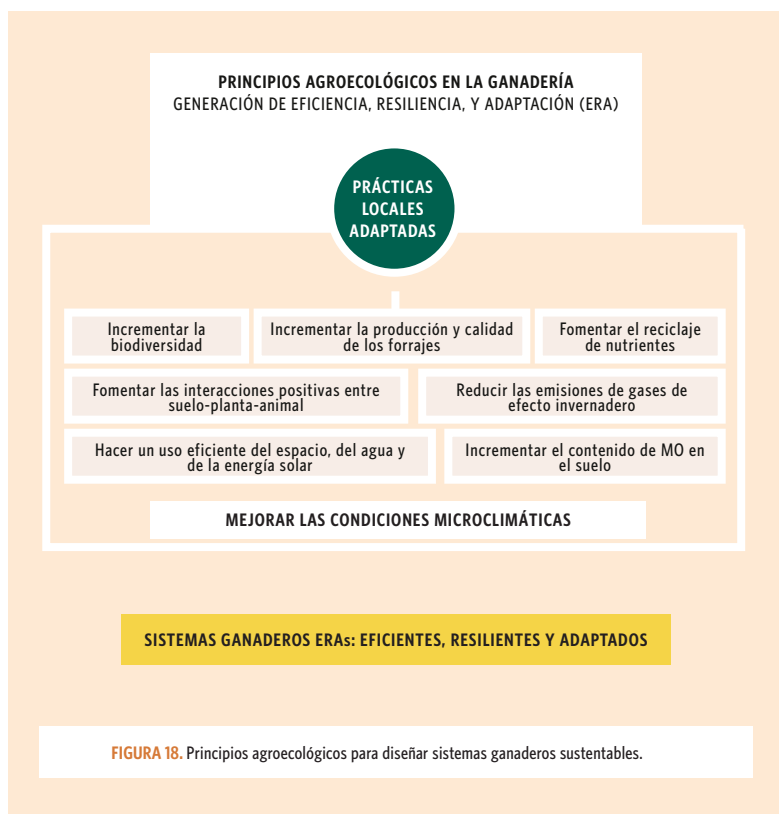 PRINCIPIOS AGROECOLÓGICOS EN LA GANADERÍA
GENERACIÓN DE EFICIENCIA, RESILIENCIA, Y ADAPTACIÓN (ERA)
PRÁCTICAS
LOCALES
ADAPTADAS
Incrementar la
biodiversidad
Incrementar la producción y calidad
de los forrajes
Fomentar el reciclaje
de nutrientes
Fomentar las interacciones positivas entre
suelo-planta-animal
Reducir las emisiones de gases de
efecto invernadero
Hacer un uso eficiente del espacio, del agua y
de la energía solar
Incrementar el contenido de MO en
el suelo
MEJORAR LAS CONDICIONES MICROCLIMÁTICAS
SISTEMAS GANADEROS ERAs: EFICIENTES, RESILIENTES Y ADAPTADOS
FIGURA 18. Principios agroecológicos para diseñar sistemas ganaderos sustentables.